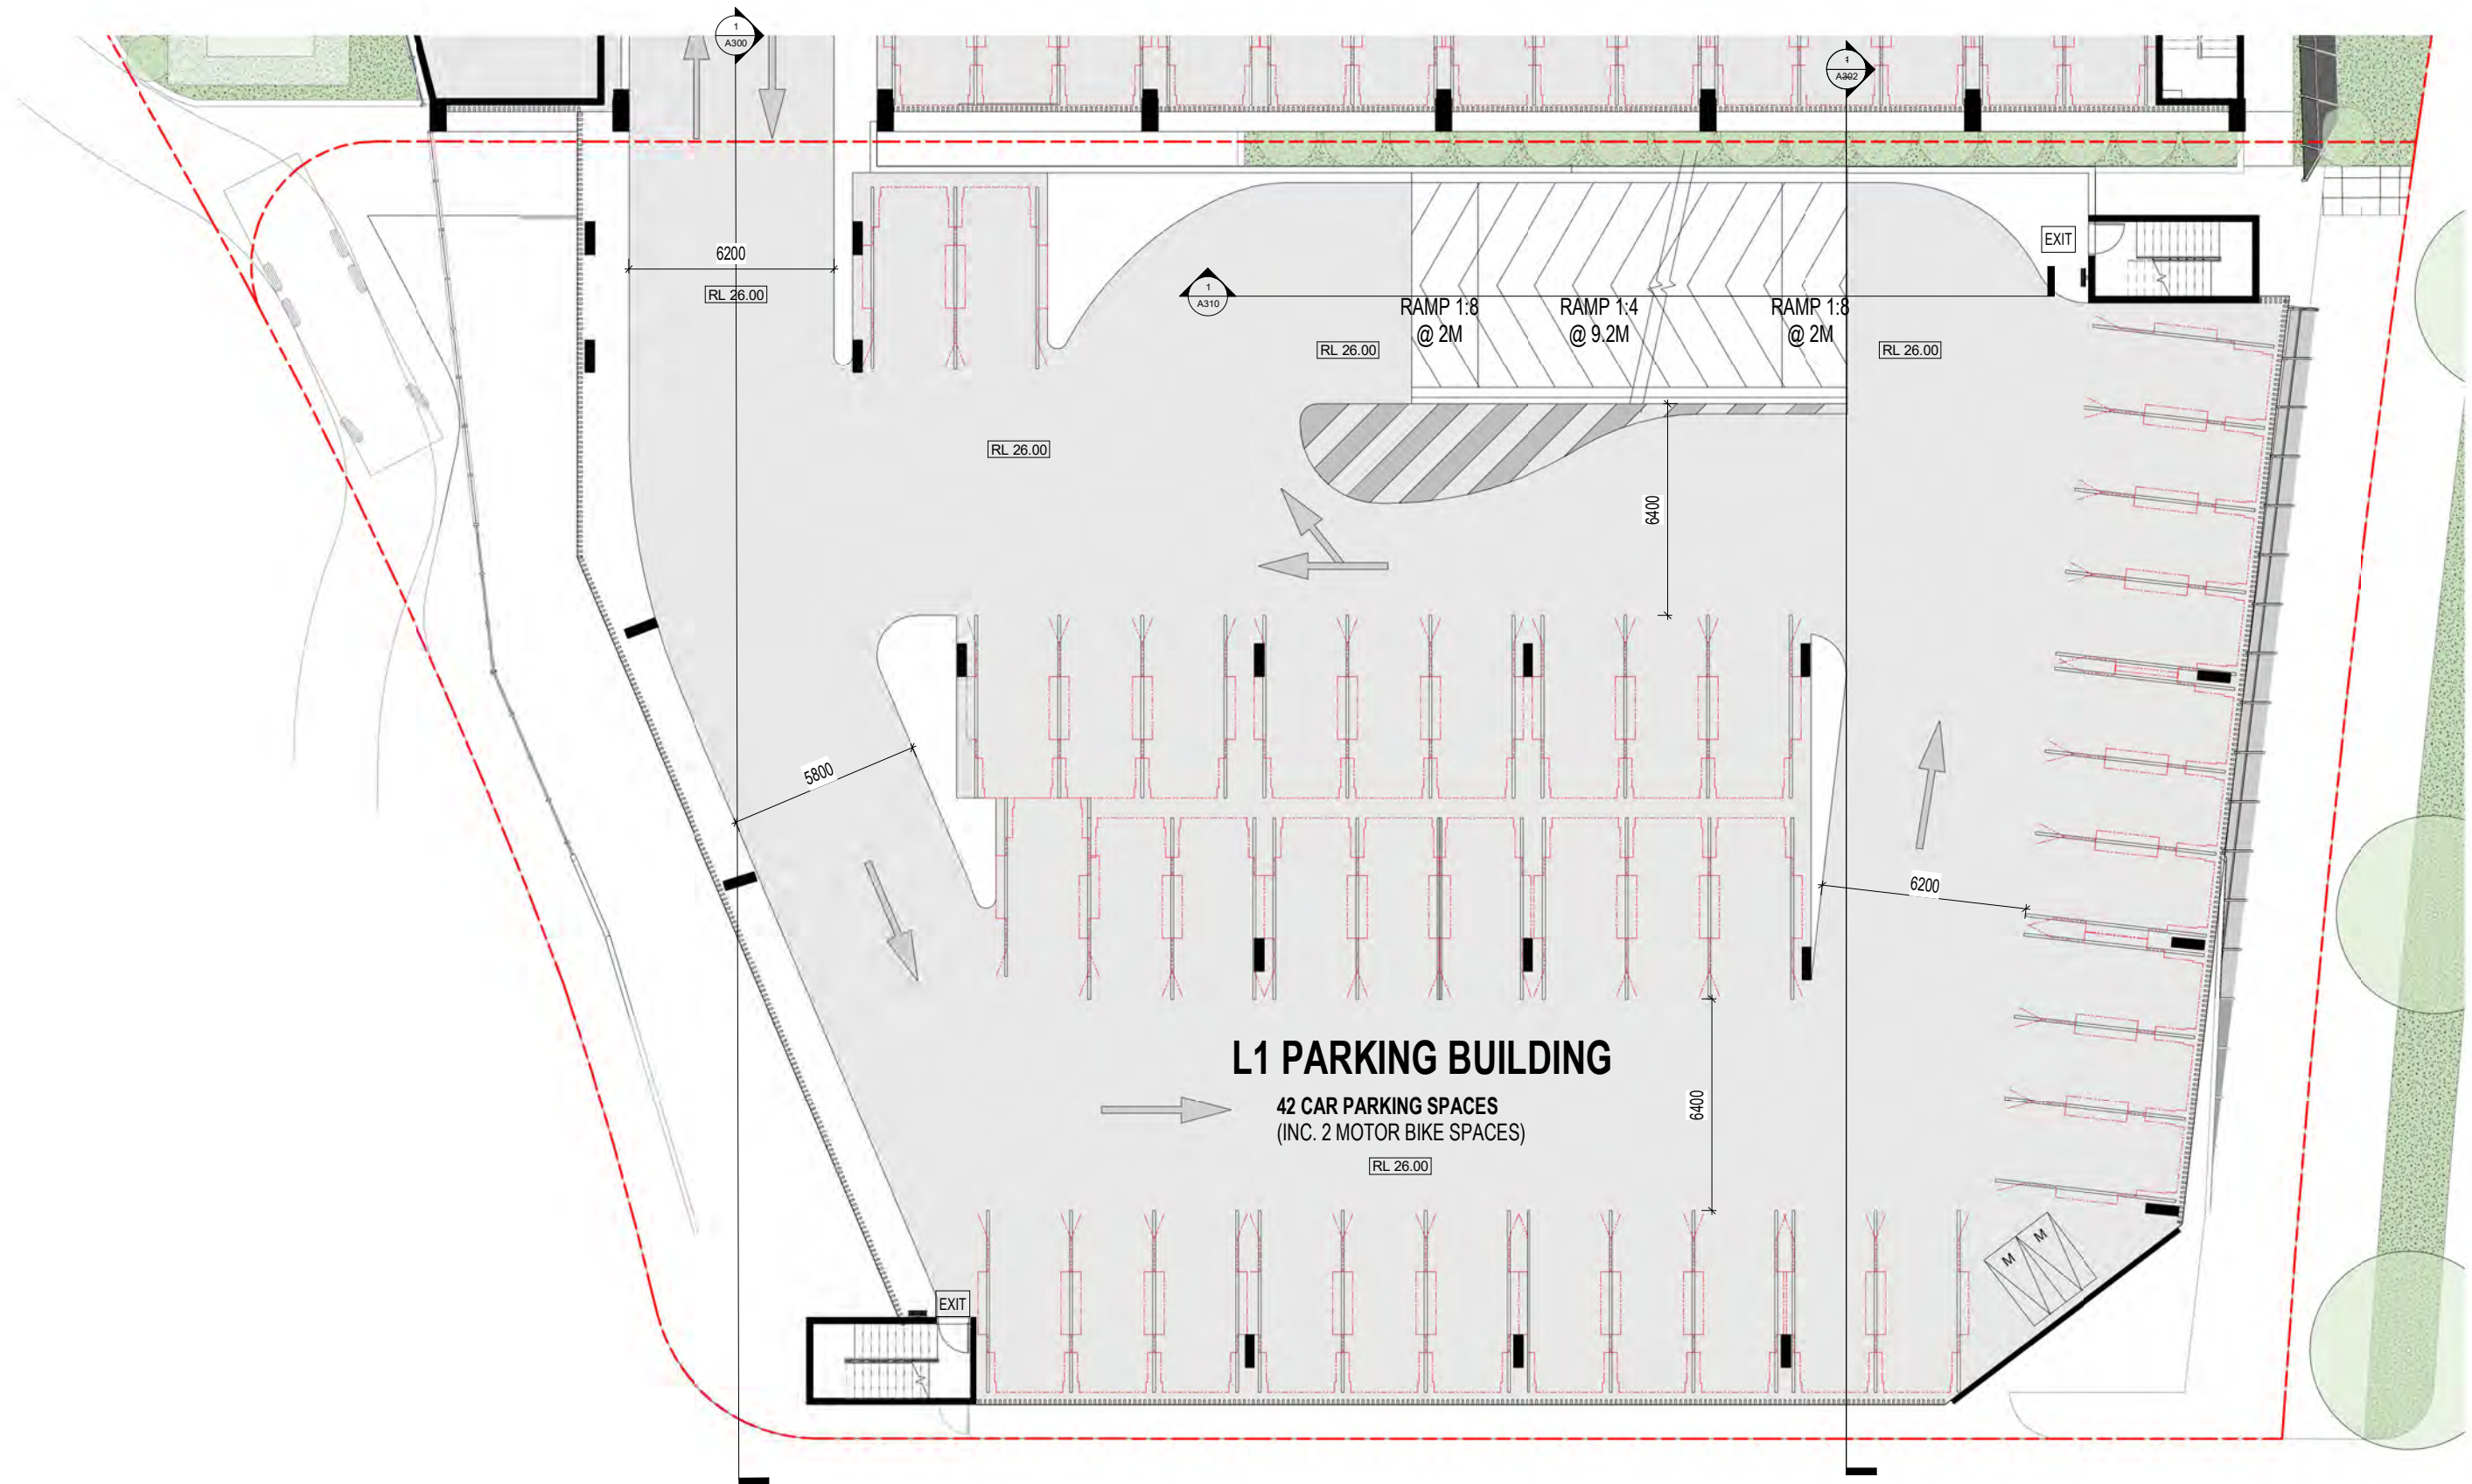 1
A300
1
A302
EXIT
6200
RL 26.00
1
A310
RAMP 1:8
@ 2M
RAMP 1:4
@ 9.2M
RAMP 1:8
@ 2M
RL 26.00
RL 26.00
RL 26.00
6400
5800
6200
L1 PARKING BUILDING
42 CAR PARKING SPACES
(INC. 2 MOTOR BIKE SPACES)
RL 26.00
6400
M
M
EXIT